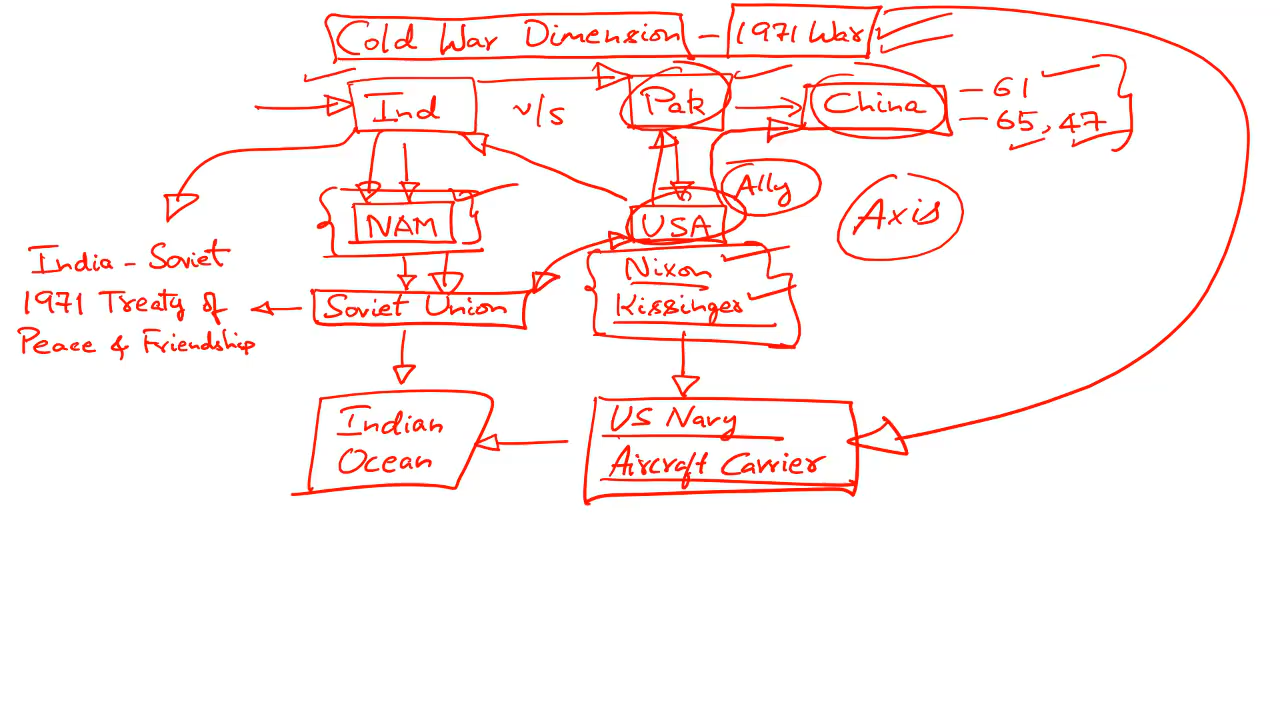 Cold War Dimension - 1971 War
Ind v/s Pak China - 61
- 65, 47
Ally
NAM USA Axis
India - Soviet
1971 Treaty of
Peace & Friendship
Soviet Union
Nixon
Kissinger
Indian
Ocean
US Navy
Aircraft Carrier